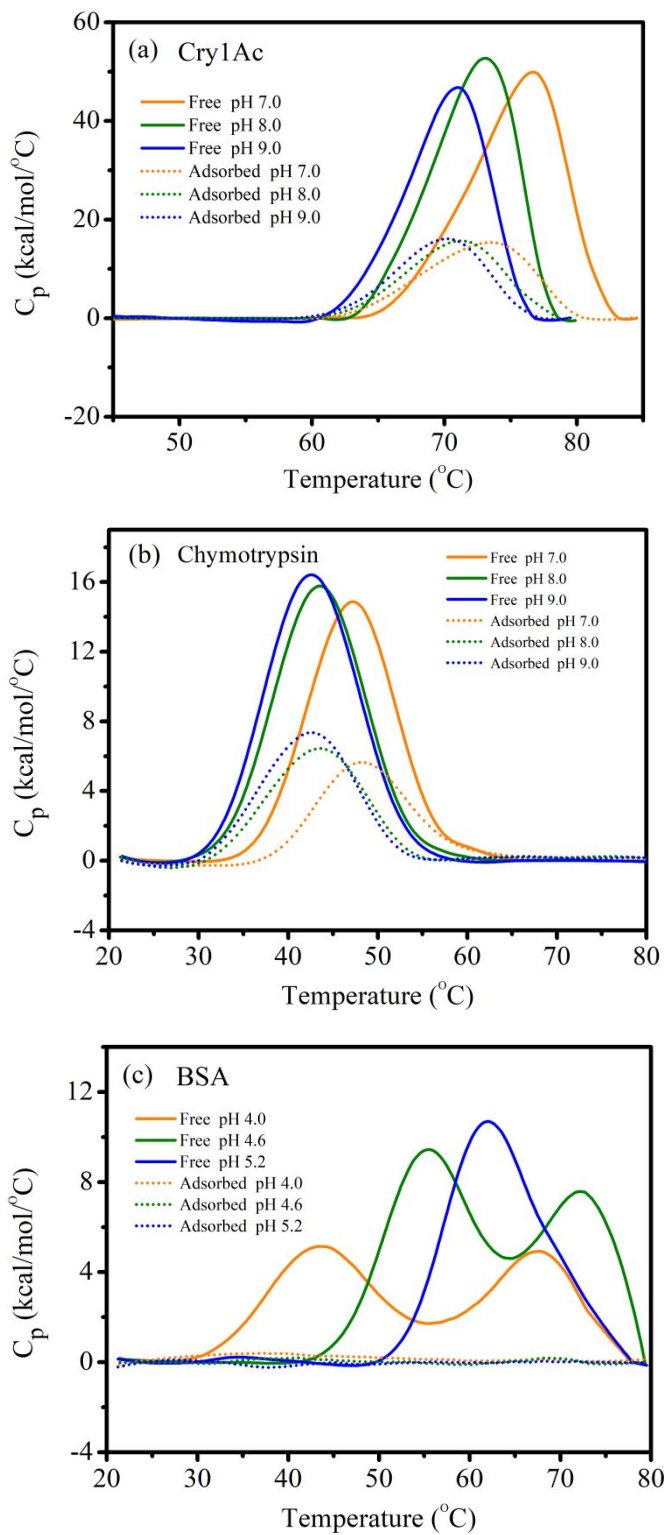 (a) Cry1Ac
Free pH 7.0
Free pH 8.0
Free pH 9.0
Adsorbed pH 7.0
Adsorbed pH 8.0
Adsorbed pH 9.0
60
40
20
0
-20
Cp (kcal/mol/°C)
50 60 70 80
Temperature (°C)
(b) Chymotrypsin
Free pH 7.0
Free pH 8.0
Free pH 9.0
Adsorbed pH 7.0
Adsorbed pH 8.0
Adsorbed pH 9.0
16
12
8
4
0
-4
Cp (kcal/mol/°C)
20 30 40 50 60 70 80
Temperature (°C)
(c) BSA
Free pH 4.0
Free pH 4.6
Free pH 5.2
Adsorbed pH 4.0
Adsorbed pH 4.6
Adsorbed pH 5.2
12
8
4
0
-4
Cp (kcal/mol/°C)
20 30 40 50 60 70 80
Temperature (°C)